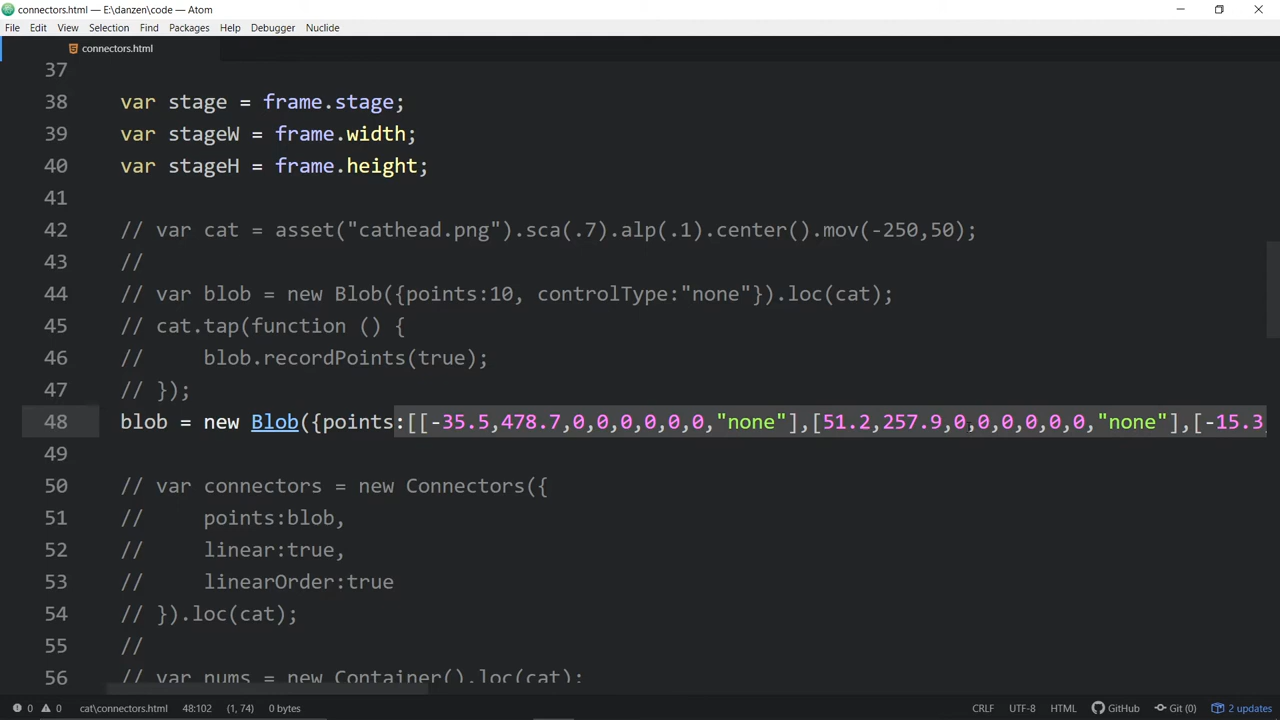 connectors.html — E:\danzen\code — Atom
File Edit View Selection Find Packages Help Debugger Nuclide
connectors.html
37
38 var stage = frame.stage;
39 var stageW = frame.width;
40 var stageH = frame.height;
41
42 // var cat = asset("cathead.png").sca(.7).alp(.1).center().mov(-250,50);
43 //
44 // var blob = new Blob({points:10, controlType:"none"}).loc(cat);
45 // cat.tap(function () {
46 //     blob.recordPoints(true);
47 // });
48 blob = new Blob({points:[[-35.5,478.7,0,0,0,0,0,0,"none"],[51.2,257.9,0,0,0,0,0,0,"none"],[-15.3,
49
50 // var connectors = new Connectors({
51 //     points:blob,
52 //     linear:true,
53 //     linearOrder:true
54 // }).loc(cat);
55 //
56 // var nums = new Container().loc(cat);
0 0 cat\connectors.html 48:102 (1, 74) 0 bytes CRLF UTF-8 HTML GitHub Git (0) 2 updates